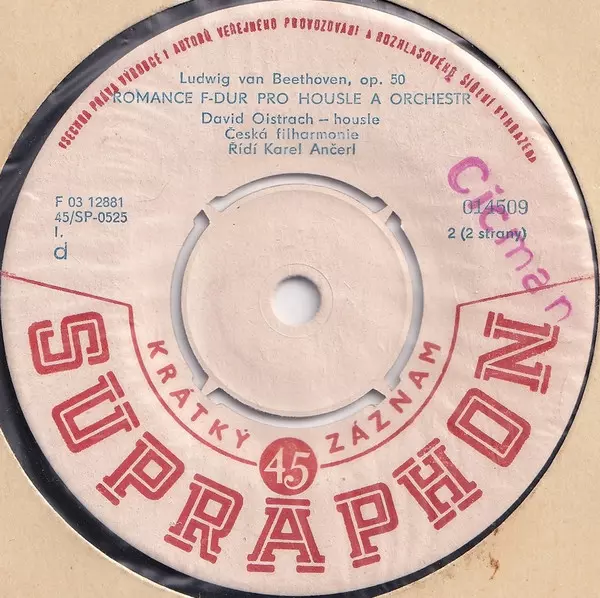 VŠECHNA PRÁVA VÝROBCE I AUTORŮ VEŘEJNÉHO PROVOZOVÁNÍ A ROZHLASOVÉHO ŠÍŘENÍ VYHRAZENA
Ludwig van Beethoven, op. 50
ROMANCE F-DUR PRO HOUSLE A ORCHESTR
David Oistrach – housle
Česká filharmonie
Řídí Karel Ančerl
F 03 12881
45/SP-0525
I.
d
014509
2 (2 strany)
Cicman
KRÁTKÝ 45 ZÁZNAM
SUPRAPHON